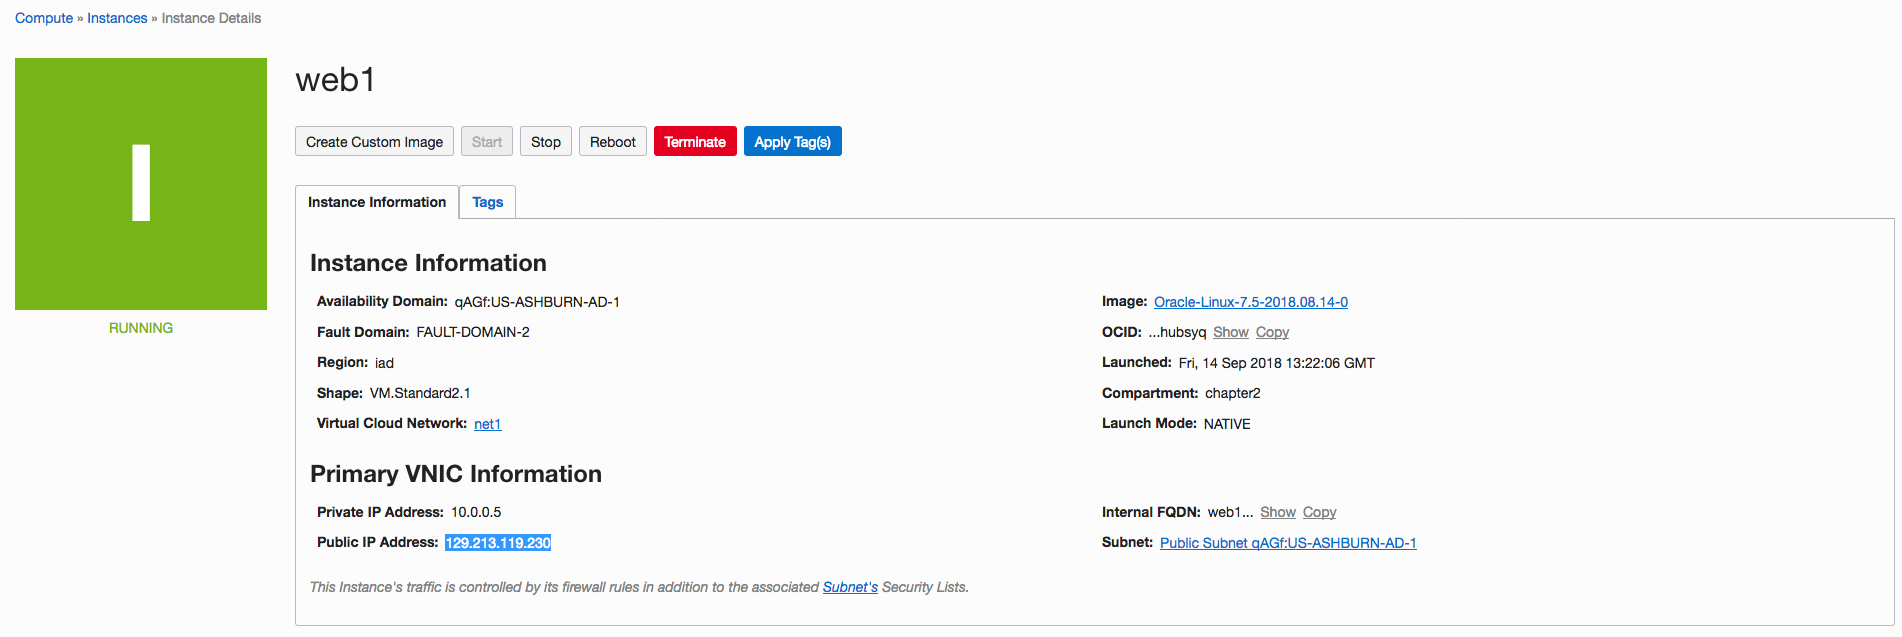 Compute » Instances » Instance Details
web1
I
RUNNING
Create Custom Image Start Stop Reboot Terminate Apply Tag(s)
Instance Information Tags
Instance Information
Availability Domain: qAGf:US-ASHBURN-AD-1
Fault Domain: FAULT-DOMAIN-2
Region: iad
Shape: VM.Standard2.1
Virtual Cloud Network: net1
Image: Oracle-Linux-7.5-2018.08.14-0
OCID: ...hubsyq Show Copy
Launched: Fri, 14 Sep 2018 13:22:06 GMT
Compartment: chapter2
Launch Mode: NATIVE
Primary VNIC Information
Private IP Address: 10.0.0.5
Public IP Address: 129.213.119.230
Internal FQDN: web1... Show Copy
Subnet: Public Subnet qAGf:US-ASHBURN-AD-1
This Instance's traffic is controlled by its firewall rules in addition to the associated Subnet's Security Lists.